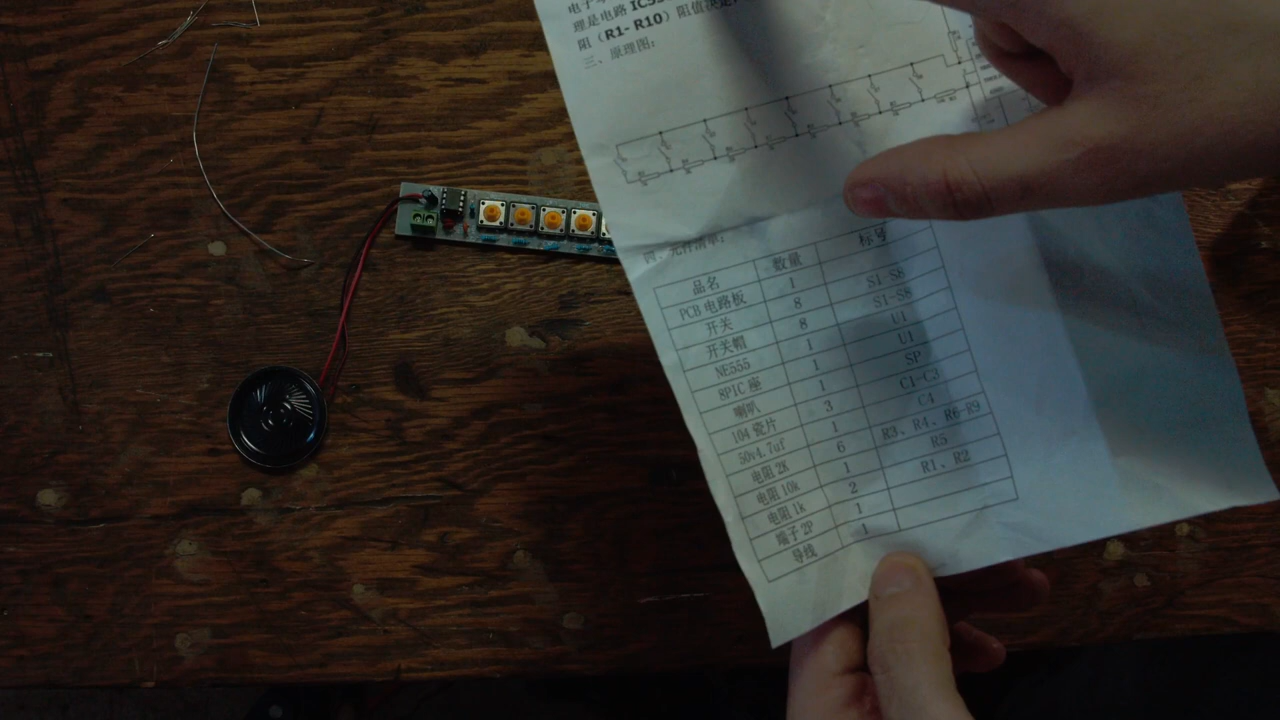 理是电路 IC
阻（R1- R10）阻值决定
三、原理图：
四、元件清单：
品名 数量 标号
PCB 电路板 1
开关 8 S1-S8
开关帽 8 S1-S8
NE555 1 U1
8PIC 座 1 U1
喇叭 1 SP
104 瓷片 3 C1-C3
50v4.7uf 1 C4
电阻 2K 6 R3、R4、R6-R9
电阻 10k 1 R5
电阻 1k 2 R1、R2
端子 2P 1
导线 1